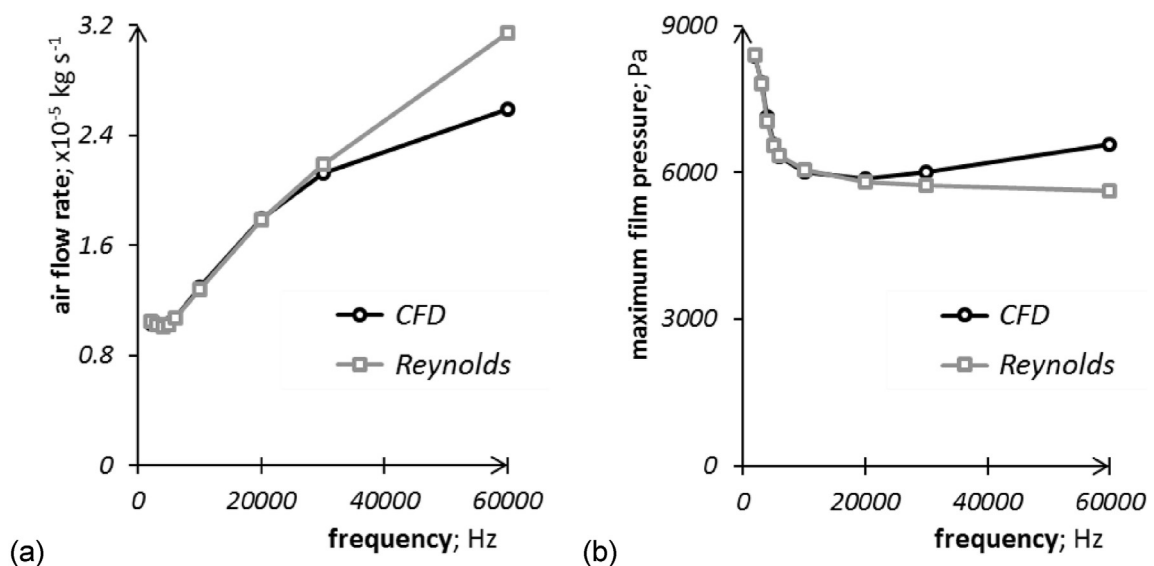 air flow rate; x10⁻⁵ kg s⁻¹
3.2
2.4
1.6
0.8
0
CFD
Reynolds
0 20000 40000 60000
frequency; Hz
(a)
maximum film pressure; Pa
9000
6000
3000
0
CFD
Reynolds
0 20000 40000 60000
frequency; Hz
(b)